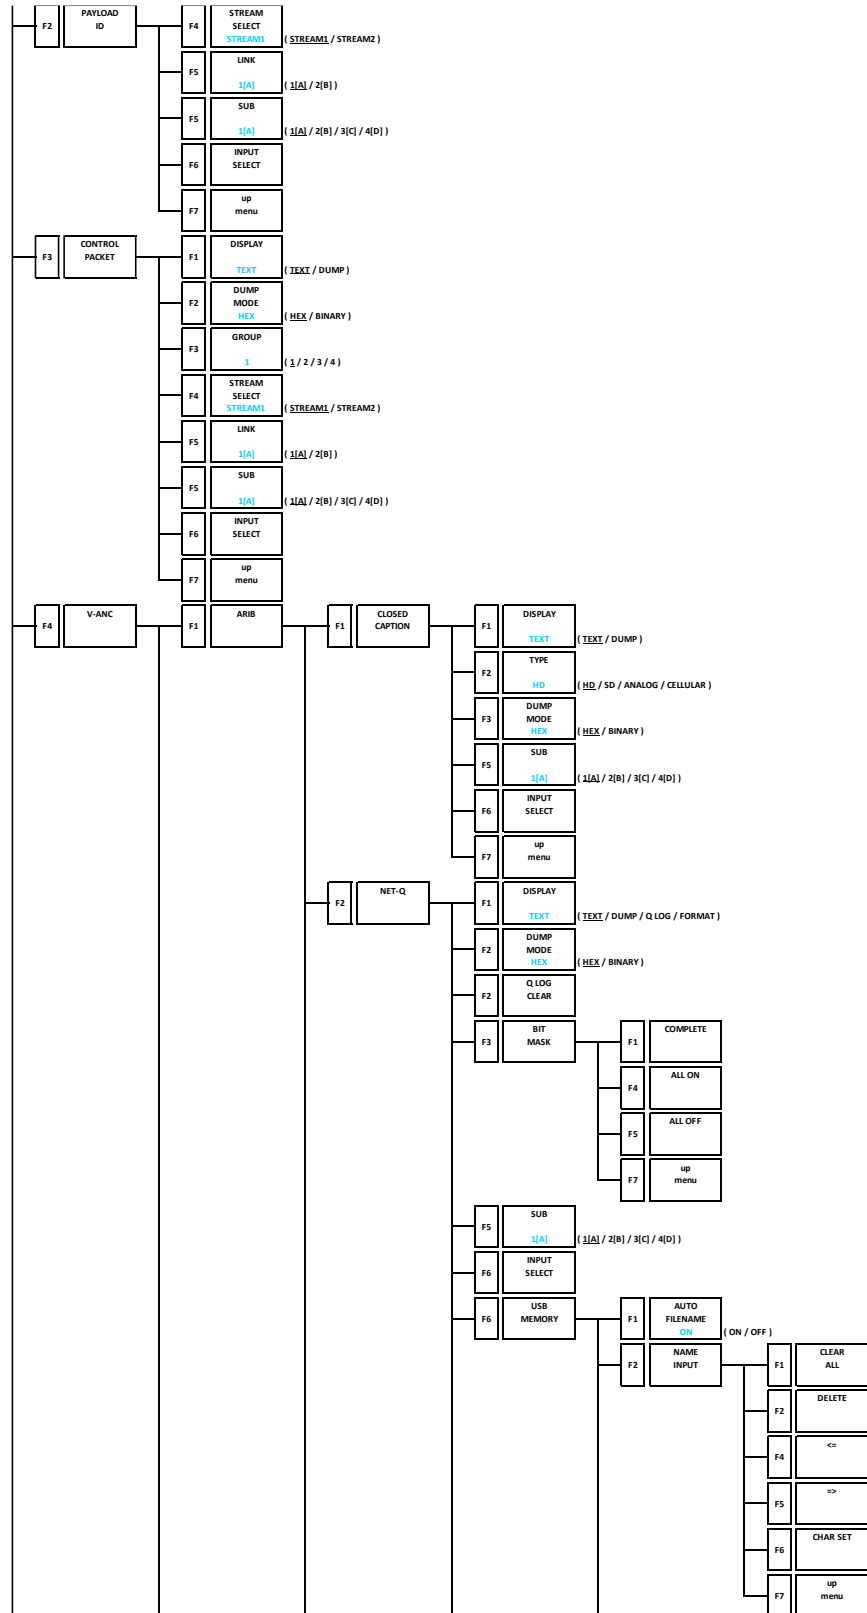 F2
PAYLOAD
ID
F4
STREAM
SELECT
STREAM1
( STREAM1 / STREAM2 )
F5
LINK
1[A]
( 1[A] / 2[B] )
F5
SUB
1[A]
( 1[A] / 2[B] / 3[C] / 4[D] )
F6
INPUT
SELECT
F7
up
menu
F3
CONTROL
PACKET
F1
DISPLAY
TEXT
( TEXT / DUMP )
F2
DUMP
MODE
HEX
( HEX / BINARY )
F3
GROUP
1
( 1 / 2 / 3 / 4 )
F4
STREAM
SELECT
STREAM1
( STREAM1 / STREAM2 )
F5
LINK
1[A]
( 1[A] / 2[B] )
F5
SUB
1[A]
( 1[A] / 2[B] / 3[C] / 4[D] )
F6
INPUT
SELECT
F7
up
menu
F4
V-ANC
F1
ARIB
F1
CLOSED
CAPTION
F1
DISPLAY
TEXT
( TEXT / DUMP )
F2
TYPE
HD
( HD / SD / ANALOG / CELLULAR )
F3
DUMP
MODE
HEX
( HEX / BINARY )
F5
SUB
1[A]
( 1[A] / 2[B] / 3[C] / 4[D] )
F6
INPUT
SELECT
F7
up
menu
F2
NET-Q
F1
DISPLAY
TEXT
( TEXT / DUMP / Q LOG / FORMAT )
F2
DUMP
MODE
HEX
( HEX / BINARY )
F2
Q LOG
CLEAR
F3
BIT
MASK
F1
COMPLETE
F4
ALL ON
F5
ALL OFF
F7
up
menu
F5
SUB
1[A]
( 1[A] / 2[B] / 3[C] / 4[D] )
F6
INPUT
SELECT
F6
USB
MEMORY
F1
AUTO
FILENAME
ON
( ON / OFF )
F2
NAME
INPUT
F1
CLEAR
ALL
F2
DELETE
F4
<=
F5
=>
F6
CHAR SET
F7
up
menu